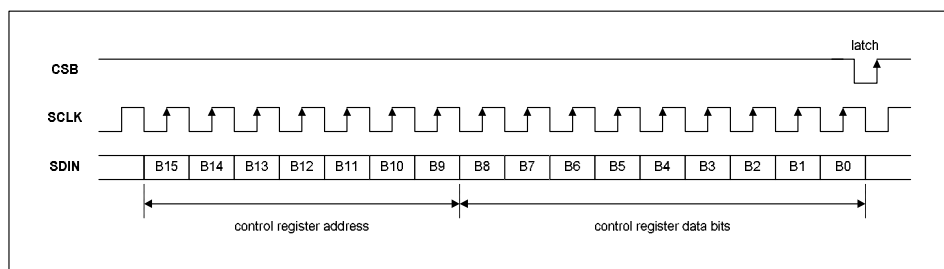 latch
CSB
SCLK
SDIN B15 B14 B13 B12 B11 B10 B9 B8 B7 B6 B5 B4 B3 B2 B1 B0
control register address control register data bits